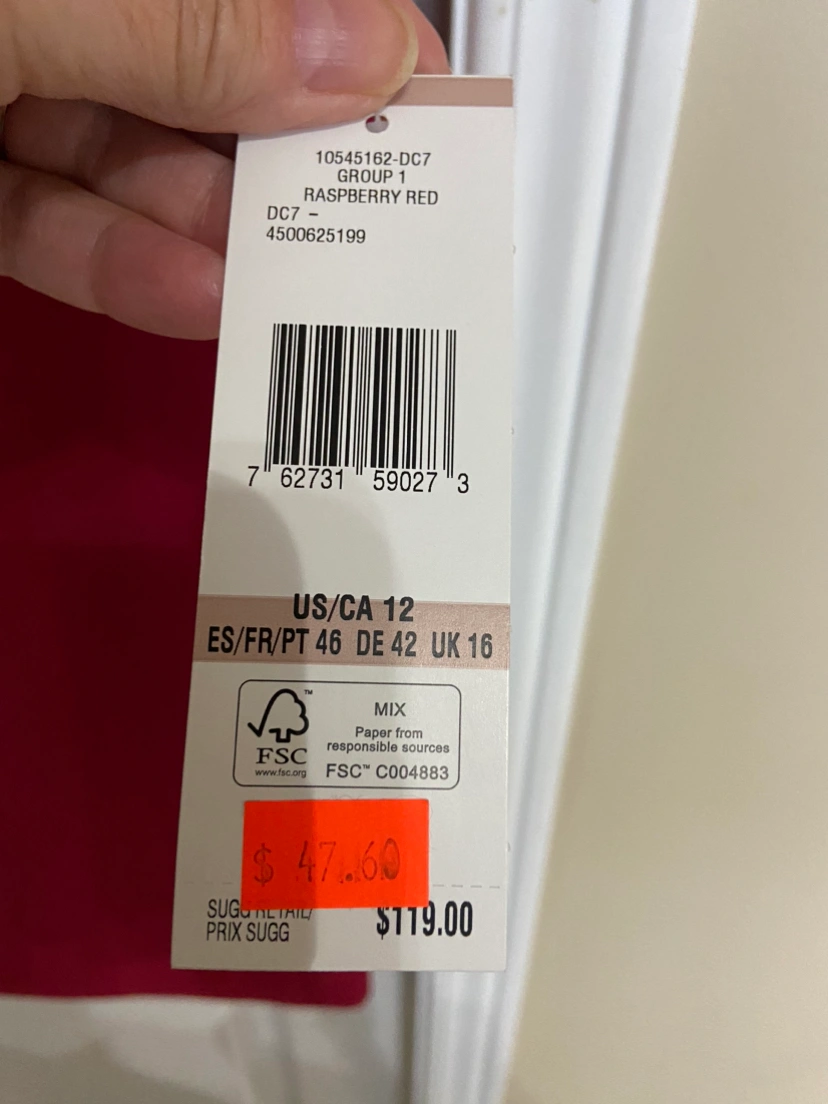 10545162-DC7
GROUP 1
RASPBERRY RED
DC7 –
4500625199
7 62731 59027 3
US/CA 12
ES/FR/PT 46 DE 42 UK 16
FSC™
www.fsc.org
MIX
Paper from
responsible sources
FSC™ C004883
$ 47.60
SUGG RETAIL/
PRIX SUGG
$119.00